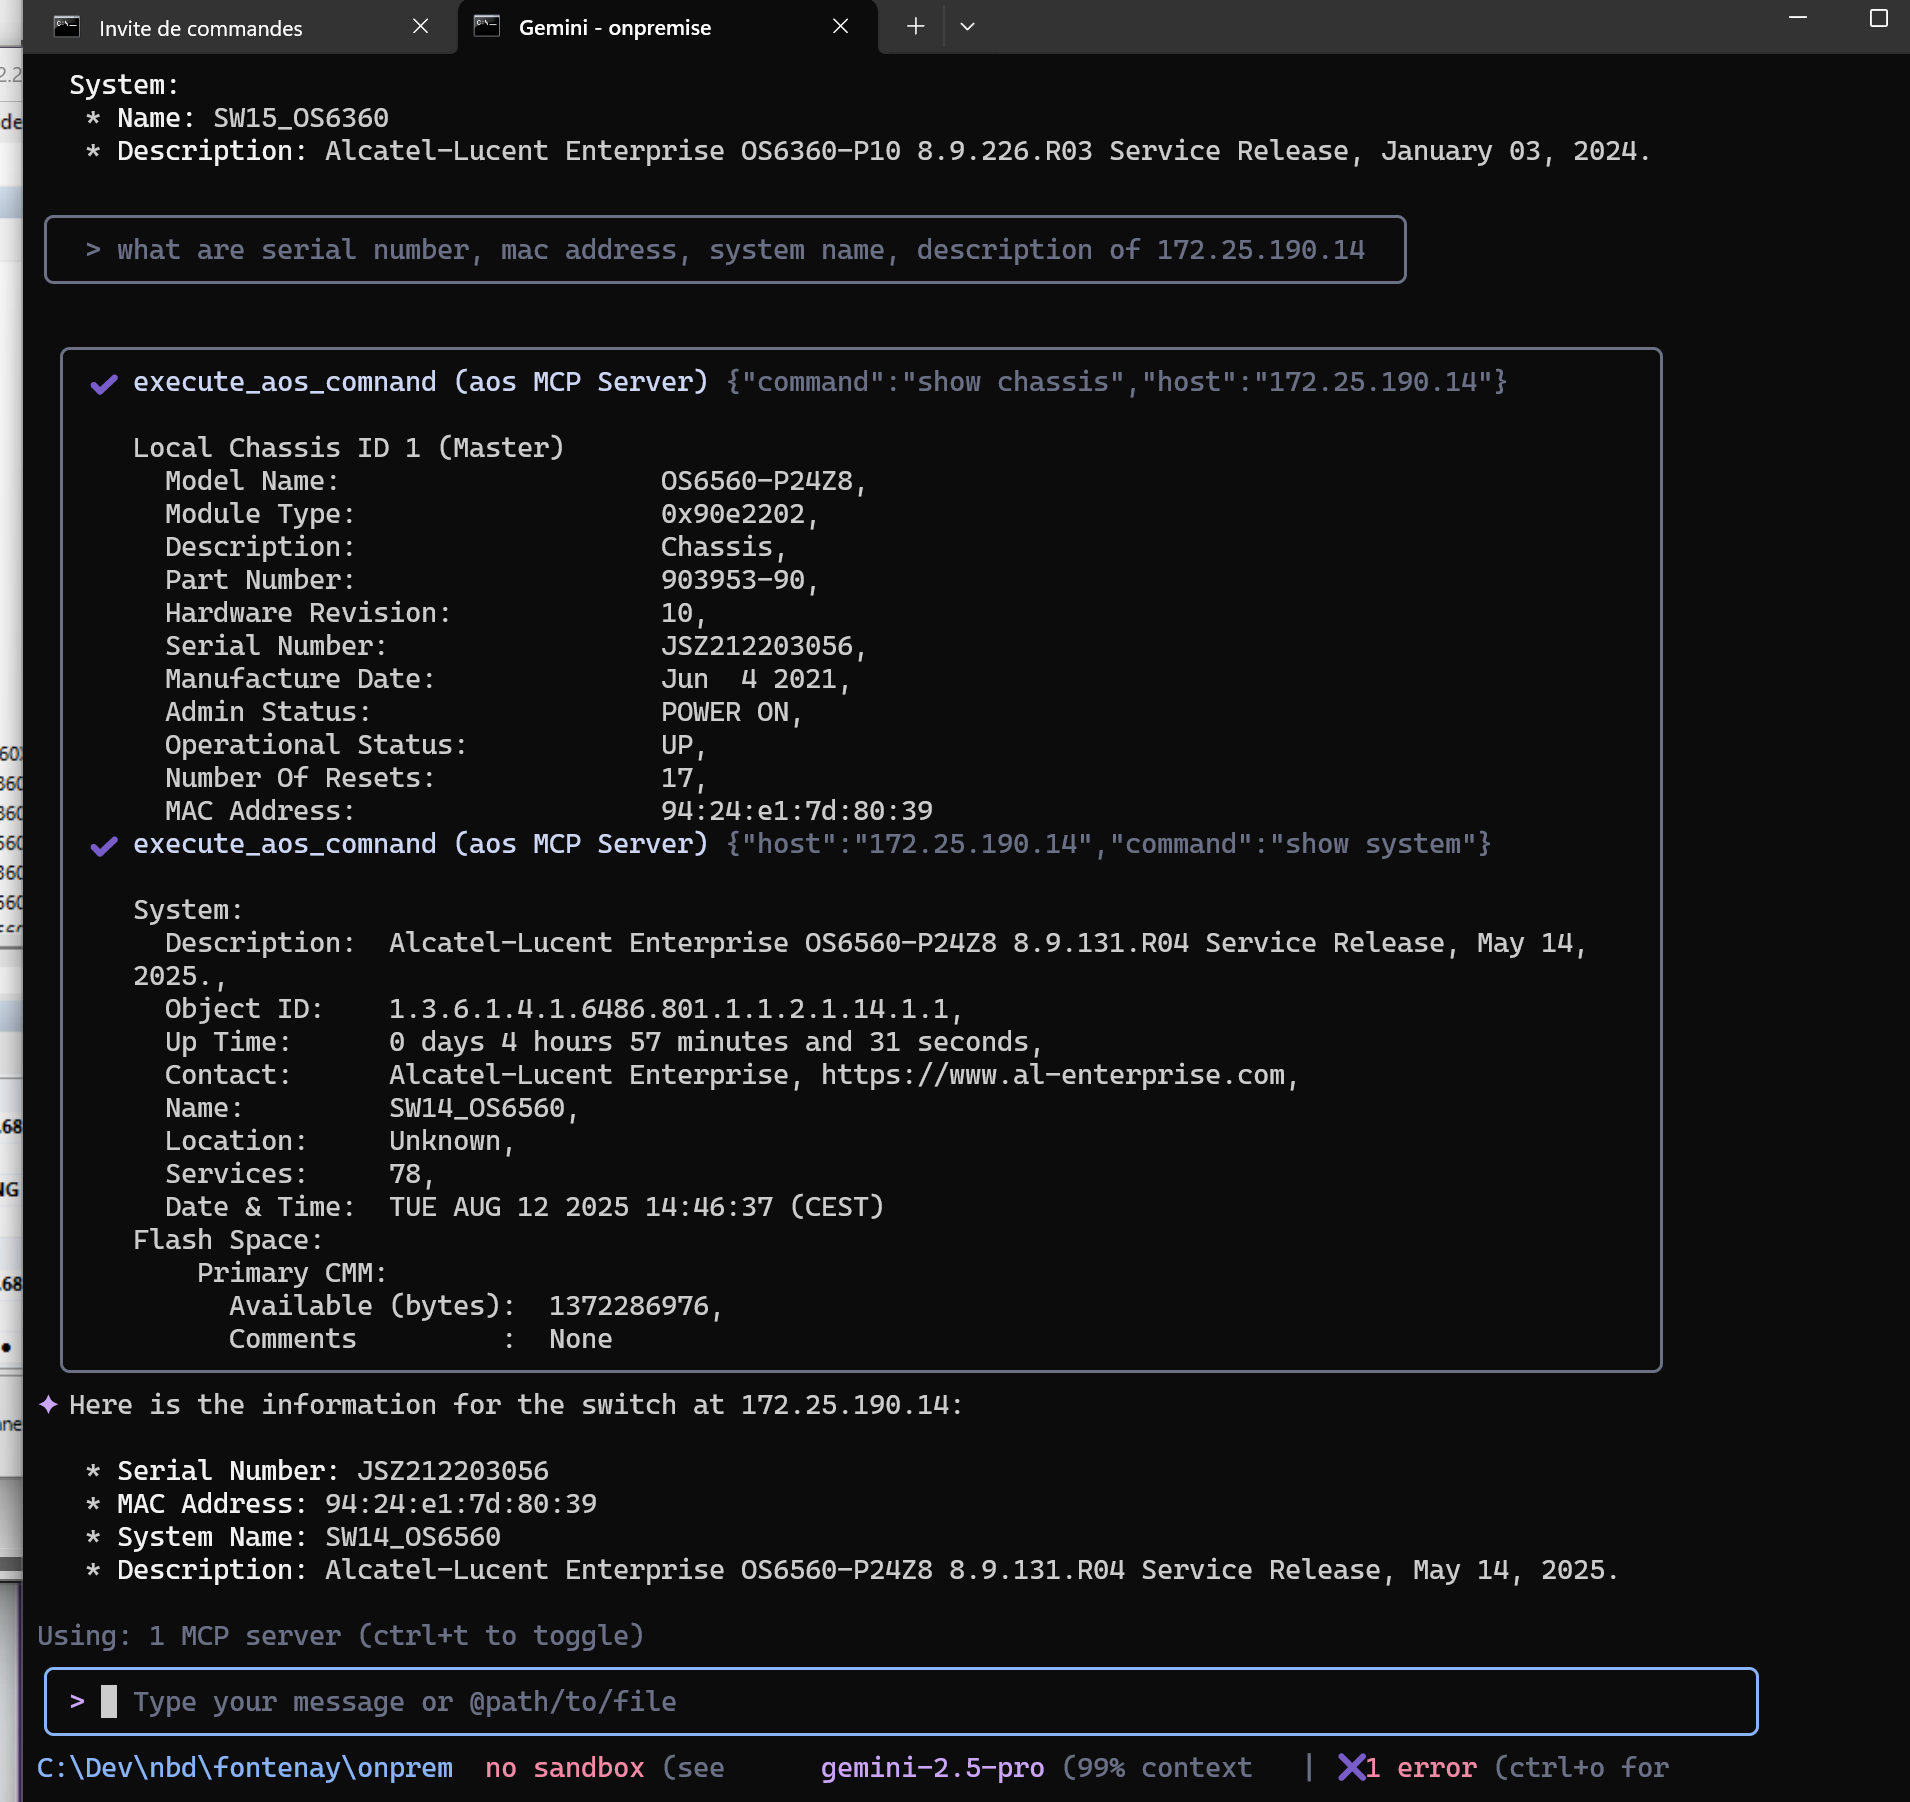 Invite de commandes
Gemini - onpremise
System:
* Name: SW15_OS6360
* Description: Alcatel-Lucent Enterprise OS6360-P10 8.9.226.R03 Service Release, January 03, 2024.
> what are serial number, mac address, system name, description of 172.25.190.14
execute_aos_comnand (aos MCP Server) {"command":"show chassis","host":"172.25.190.14"}
Local Chassis ID 1 (Master)
Model Name: OS6560-P24Z8,
Module Type: 0x90e2202,
Description: Chassis,
Part Number: 903953-90,
Hardware Revision: 10,
Serial Number: JSZ212203056,
Manufacture Date: Jun  4 2021,
Admin Status: POWER ON,
Operational Status: UP,
Number Of Resets: 17,
MAC Address: 94:24:e1:7d:80:39
execute_aos_comnand (aos MCP Server) {"host":"172.25.190.14","command":"show system"}
System:
Description: Alcatel-Lucent Enterprise OS6560-P24Z8 8.9.131.R04 Service Release, May 14,
2025.,
Object ID: 1.3.6.1.4.1.6486.801.1.1.2.1.14.1.1,
Up Time: 0 days 4 hours 57 minutes and 31 seconds,
Contact: Alcatel-Lucent Enterprise, https://www.al-enterprise.com,
Name: SW14_OS6560,
Location: Unknown,
Services: 78,
Date & Time: TUE AUG 12 2025 14:46:37 (CEST)
Flash Space:
Primary CMM:
Available (bytes): 1372286976,
Comments : None
Here is the information for the switch at 172.25.190.14:
* Serial Number: JSZ212203056
* MAC Address: 94:24:e1:7d:80:39
* System Name: SW14_OS6560
* Description: Alcatel-Lucent Enterprise OS6560-P24Z8 8.9.131.R04 Service Release, May 14, 2025.
Using: 1 MCP server (ctrl+t to toggle)
> Type your message or @path/to/file
C:\Dev\nbd\fontenay\onprem no sandbox (see gemini-2.5-pro (99% context | ✖1 error (ctrl+o for